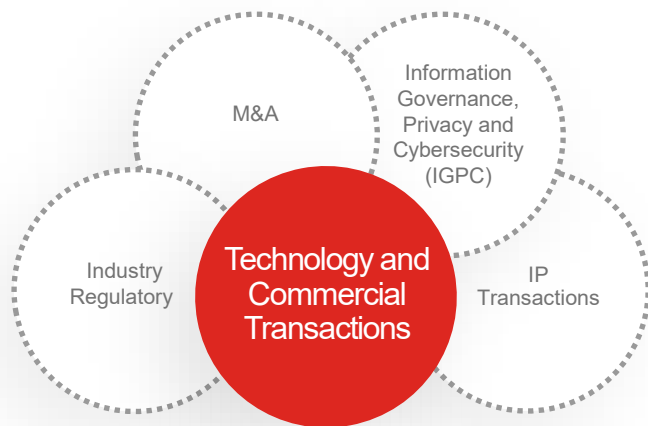 M&A
Information
Governance,
Privacy and
Cybersecurity
(IGPC)
Industry
Regulatory
Technology and
Commercial
Transactions
IP
Transactions